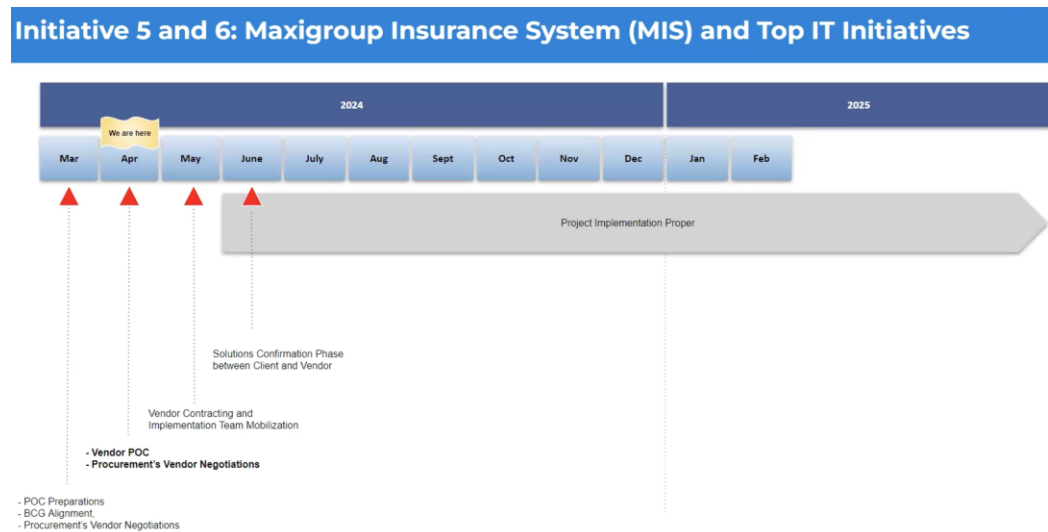 Initiative 5 and 6: Maxigroup Insurance System (MIS) and Top IT Initiatives
2024
2025
We are here
Mar
Apr
May
June
July
Aug
Sept
Oct
Nov
Dec
Jan
Feb
Project Implementation Proper
Solutions Confirmation Phase
between Client and Vendor
Vendor Contracting and
Implementation Team Mobilization
- Vendor POC
- Procurement's Vendor Negotiations
- POC Preparations
- BCG Alignment,
- Procurement's Vendor Negotiations